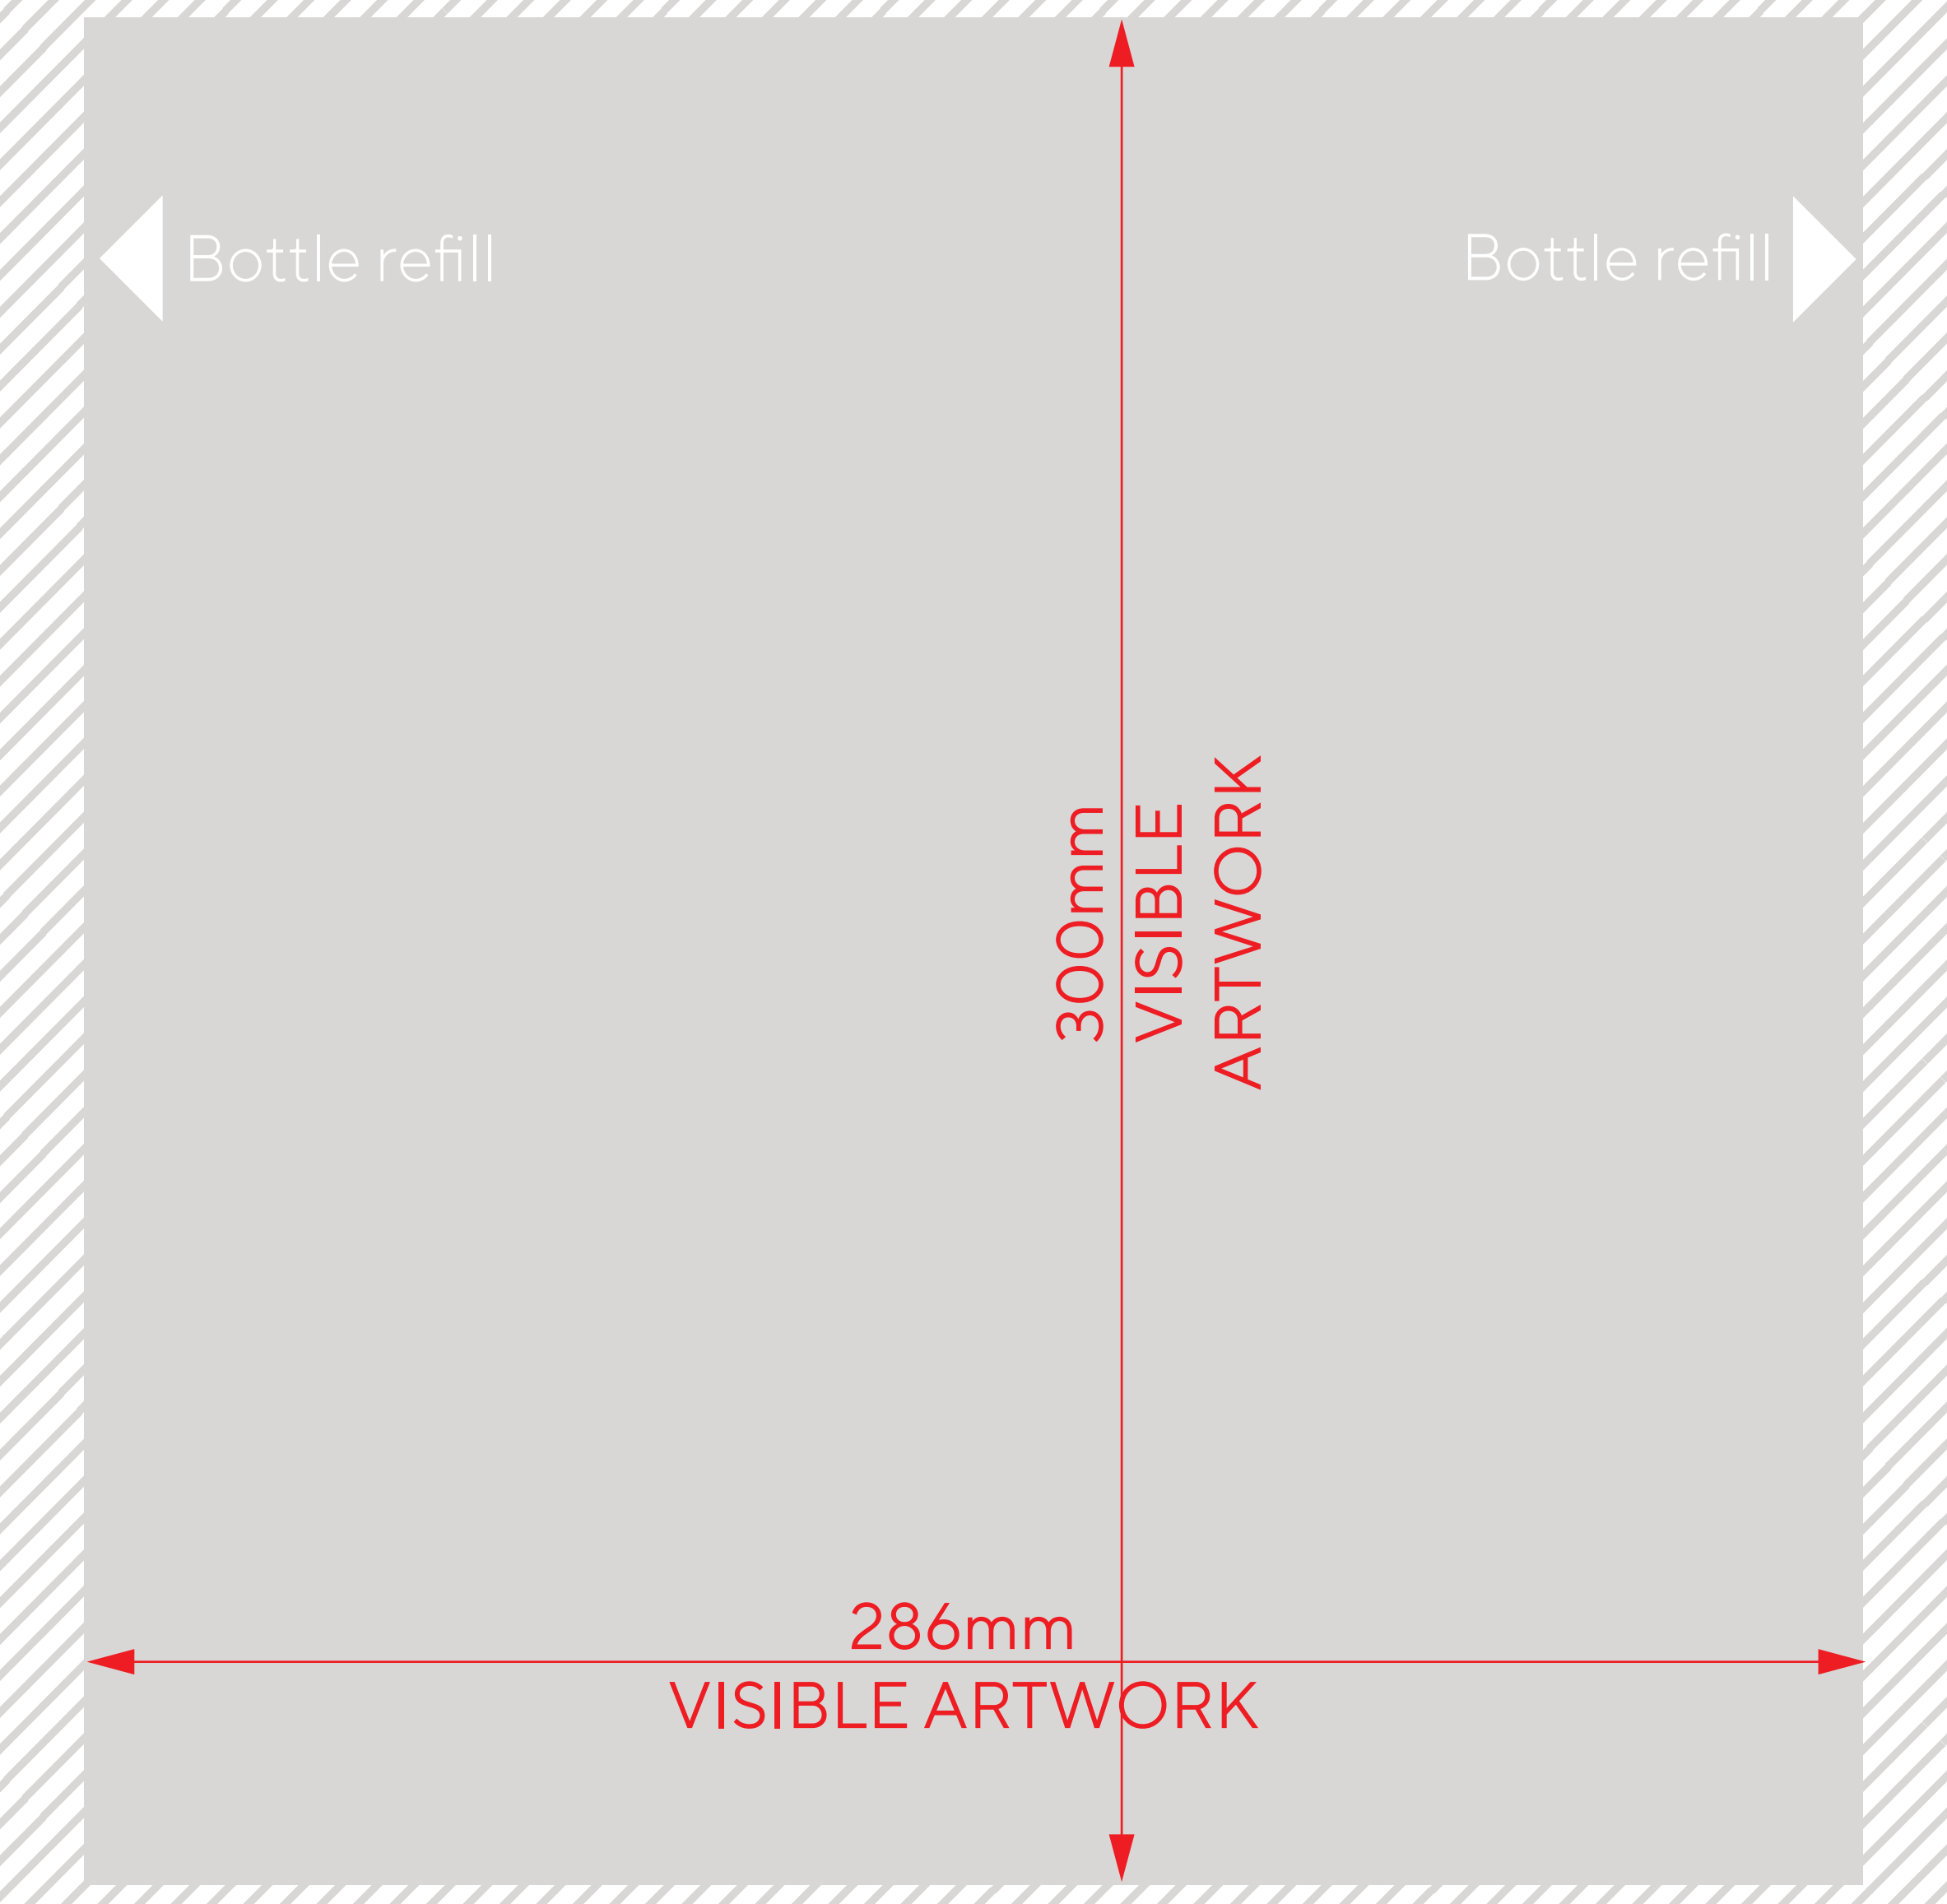 Bottle refill
Bottle refill
300mm
VISIBLE
ARTWORK
286mm
VISIBLE ARTWORK